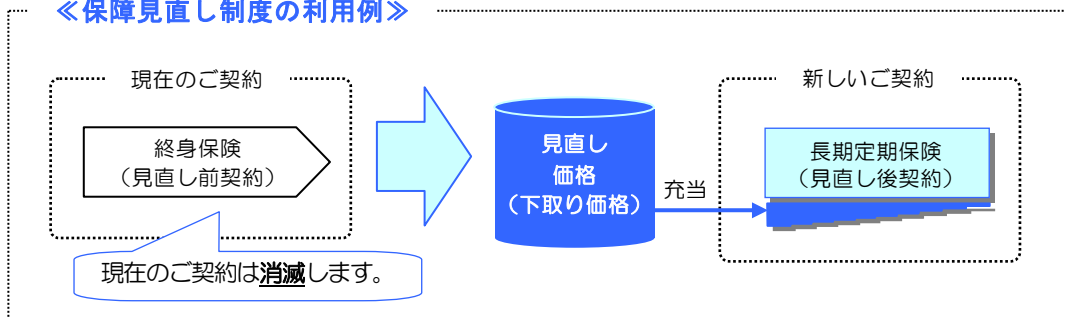 ≪保障見直し制度の利用例≫
現在のご契約
終身保険
（見直し前契約）
現在のご契約は消滅します。
見直し
価格
（下取り価格）
充当
新しいご契約
長期定期保険
（見直し後契約）